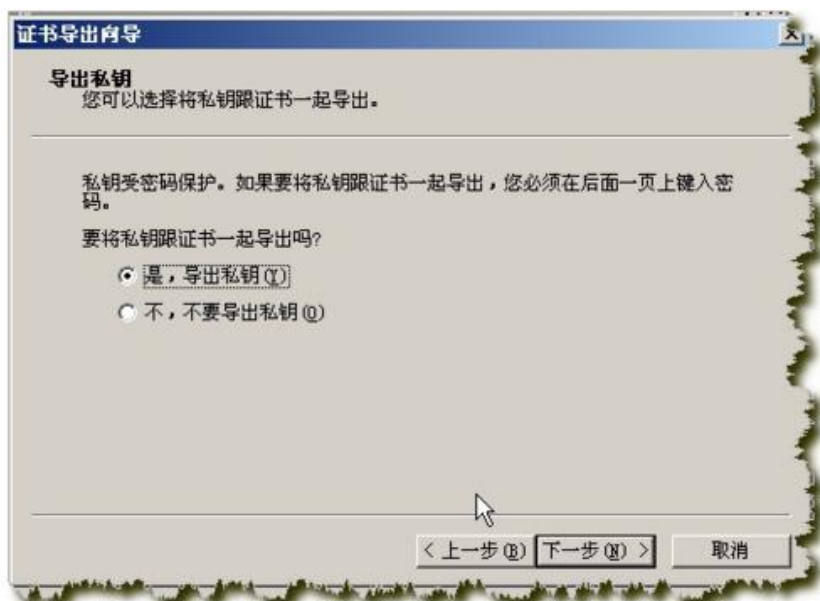 证书导出向导
导出私钥
您可以选择将私钥跟证书一起导出。
私钥受密码保护。如果要将私钥跟证书一起导出，您必须在后面一页上键入密
码。
要将私钥跟证书一起导出吗?
是，导出私钥(Y)
不，不要导出私钥(O)
< 上一步(B) 下一步(N) > 取消